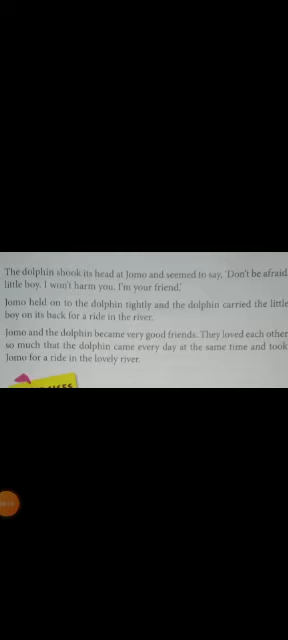 The dolphin shook its head at Jomo and seemed to say, 'Don't be afraid
little boy. I won't harm you. I'm your friend.'
Jomo held on to the dolphin tightly and the dolphin carried the little
boy on its back for a ride in the river.
Jomo and the dolphin became very good friends. They loved each other
so much that the dolphin came every day at the same time and took
Jomo for a ride in the lovely river.